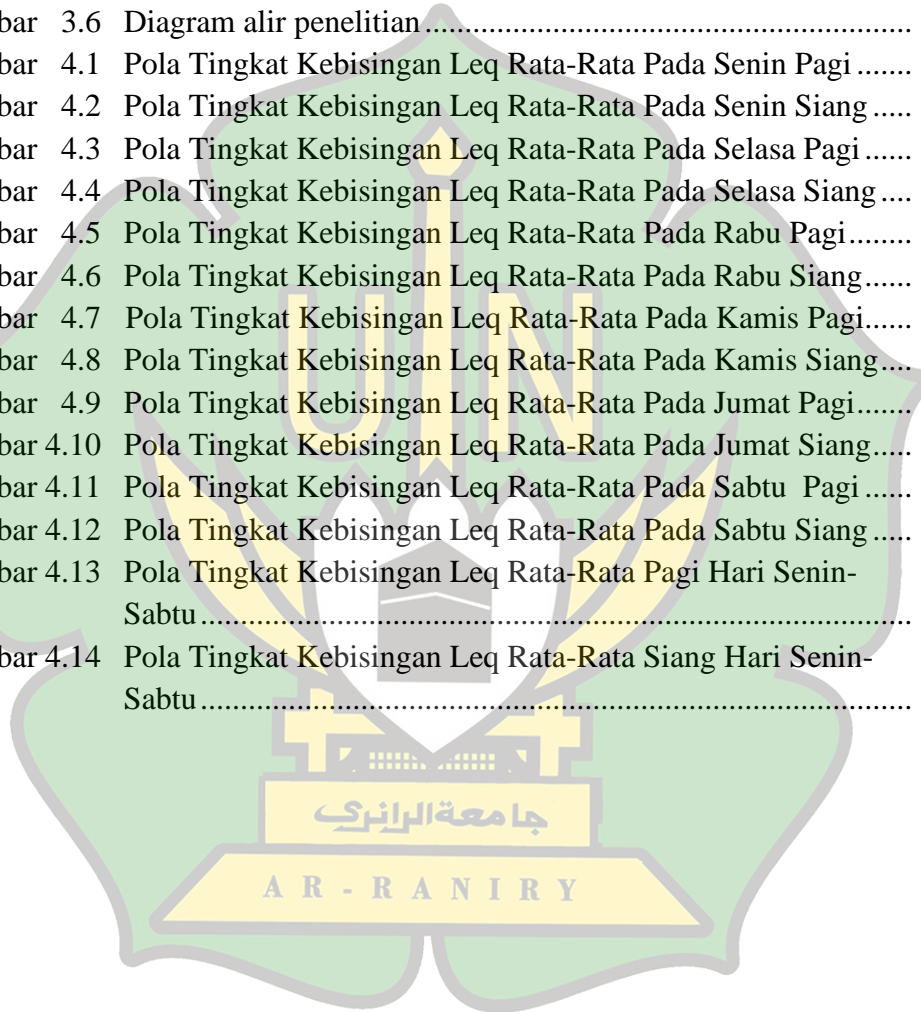 bar 3.6 Diagram alir penelitian ..............................................................
bar 4.1 Pola Tingkat Kebisingan Leq Rata-Rata Pada Senin Pagi .......
bar 4.2 Pola Tingkat Kebisingan Leq Rata-Rata Pada Senin Siang .....
bar 4.3 Pola Tingkat Kebisingan Leq Rata-Rata Pada Selasa Pagi ......
bar 4.4 Pola Tingkat Kebisingan Leq Rata-Rata Pada Selasa Siang ....
bar 4.5 Pola Tingkat Kebisingan Leq Rata-Rata Pada Rabu Pagi........
bar 4.6 Pola Tingkat Kebisingan Leq Rata-Rata Pada Rabu Siang......
bar 4.7 Pola Tingkat Kebisingan Leq Rata-Rata Pada Kamis Pagi......
bar 4.8 Pola Tingkat Kebisingan Leq Rata-Rata Pada Kamis Siang....
bar 4.9 Pola Tingkat Kebisingan Leq Rata-Rata Pada Jumat Pagi.......
bar 4.10 Pola Tingkat Kebisingan Leq Rata-Rata Pada Jumat Siang.....
bar 4.11 Pola Tingkat Kebisingan Leq Rata-Rata Pada Sabtu Pagi ......
bar 4.12 Pola Tingkat Kebisingan Leq Rata-Rata Pada Sabtu Siang .....
bar 4.13 Pola Tingkat Kebisingan Leq Rata-Rata Pagi Hari Senin-
Sabtu ..........................................................................................
bar 4.14 Pola Tingkat Kebisingan Leq Rata-Rata Siang Hari Senin-
Sabtu ..........................................................................................
UIN
جامعة الرانري
AR - RANIRY